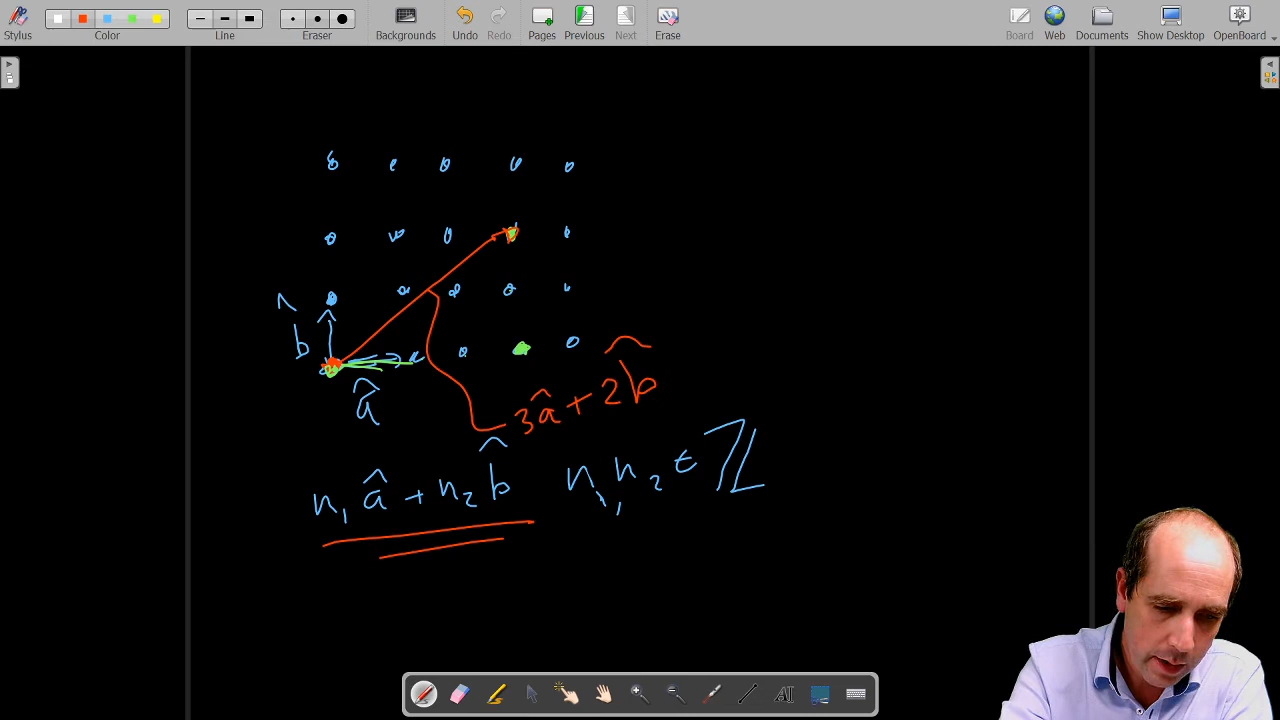 Stylus Color Line Eraser Backgrounds Undo Redo Pages Previous Next Erase Board Web Documents Show Desktop OpenBoard
b̂
â
3â + 2b̂
n₁â + n₂b̂ n₁, n₂ ∈ ℤ